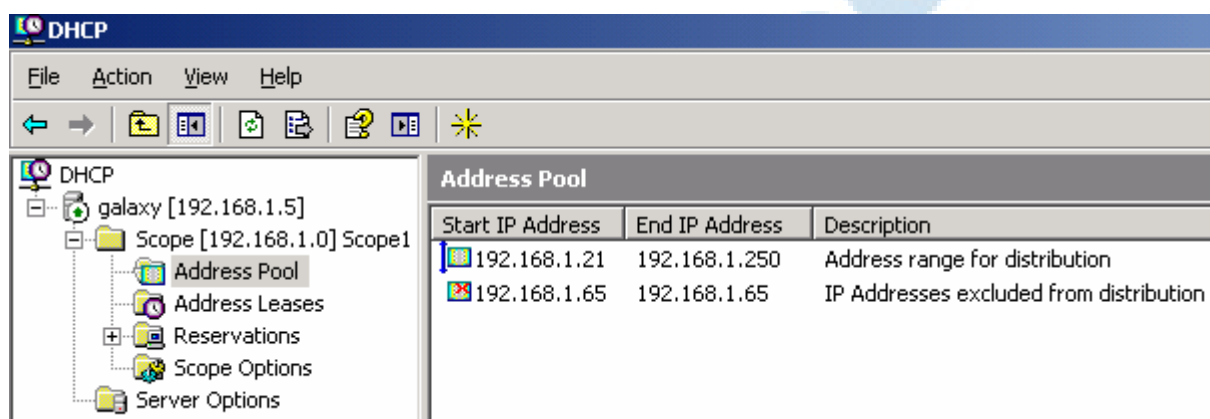 DHCP
File Action View Help
DHCP
galaxy [192.168.1.5]
Scope [192.168.1.0] Scope1
Address Pool
Address Leases
Reservations
Scope Options
Server Options
Address Pool
Start IP Address End IP Address Description
192.168.1.21 192.168.1.250 Address range for distribution
192.168.1.65 192.168.1.65 IP Addresses excluded from distribution